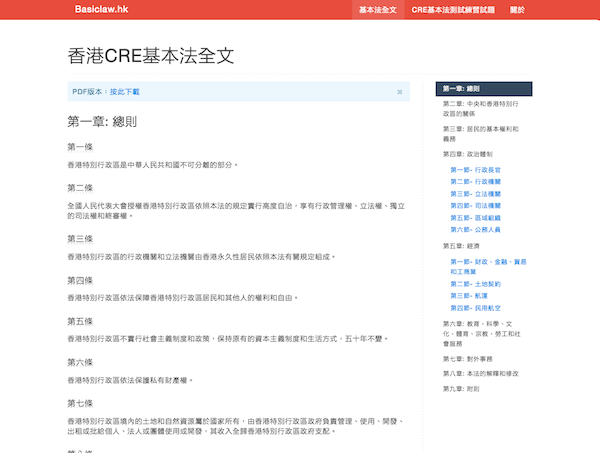 Basiclaw.hk
基本法全文
CRE基本法測試練習試題
關於
香港CRE基本法全文
PDF版本：按此下載
×
第一章: 總則
第一條
香港特別行政區是中華人民共和國不可分離的部分。
第二條
全國人民代表大會授權香港特別行政區依照本法的規定實行高度自治，享有行政管理權、立法權、獨立
的司法權和終審權。
第三條
香港特別行政區的行政機關和立法機關由香港永久性居民依照本法有關規定組成。
第四條
香港特別行政區依法保障香港特別行政區居民和其他人的權利和自由。
第五條
香港特別行政區不實行社會主義制度和政策，保持原有的資本主義制度和生活方式，五十年不變。
第六條
香港特別行政區依法保護私有財產權。
第七條
香港特別行政區境內的土地和自然資源屬於國家所有，由香港特別行政區政府負責管理、使用、開發、
出租或批給個人、法人或團體使用或開發，其收入全歸香港特別行政區政府支配。
第八條
第一章: 總則
第二章: 中央和香港特別行
政區的關係
第三章: 居民的基本權利和
義務
第四章: 政治體制
第一節- 行政長官
第二節- 行政機關
第三節- 立法機關
第四節- 司法機關
第五節- 區域組織
第六節- 公務人員
第五章: 經濟
第一節- 財政、金融、貿易
和工商業
第二節- 土地契約
第三節- 航運
第四節- 民用航空
第六章: 教育、科學、文
化、體育、宗教、勞工和社
會服務
第七章: 對外事務
第八章: 本法的解釋和修改
第九章: 附則